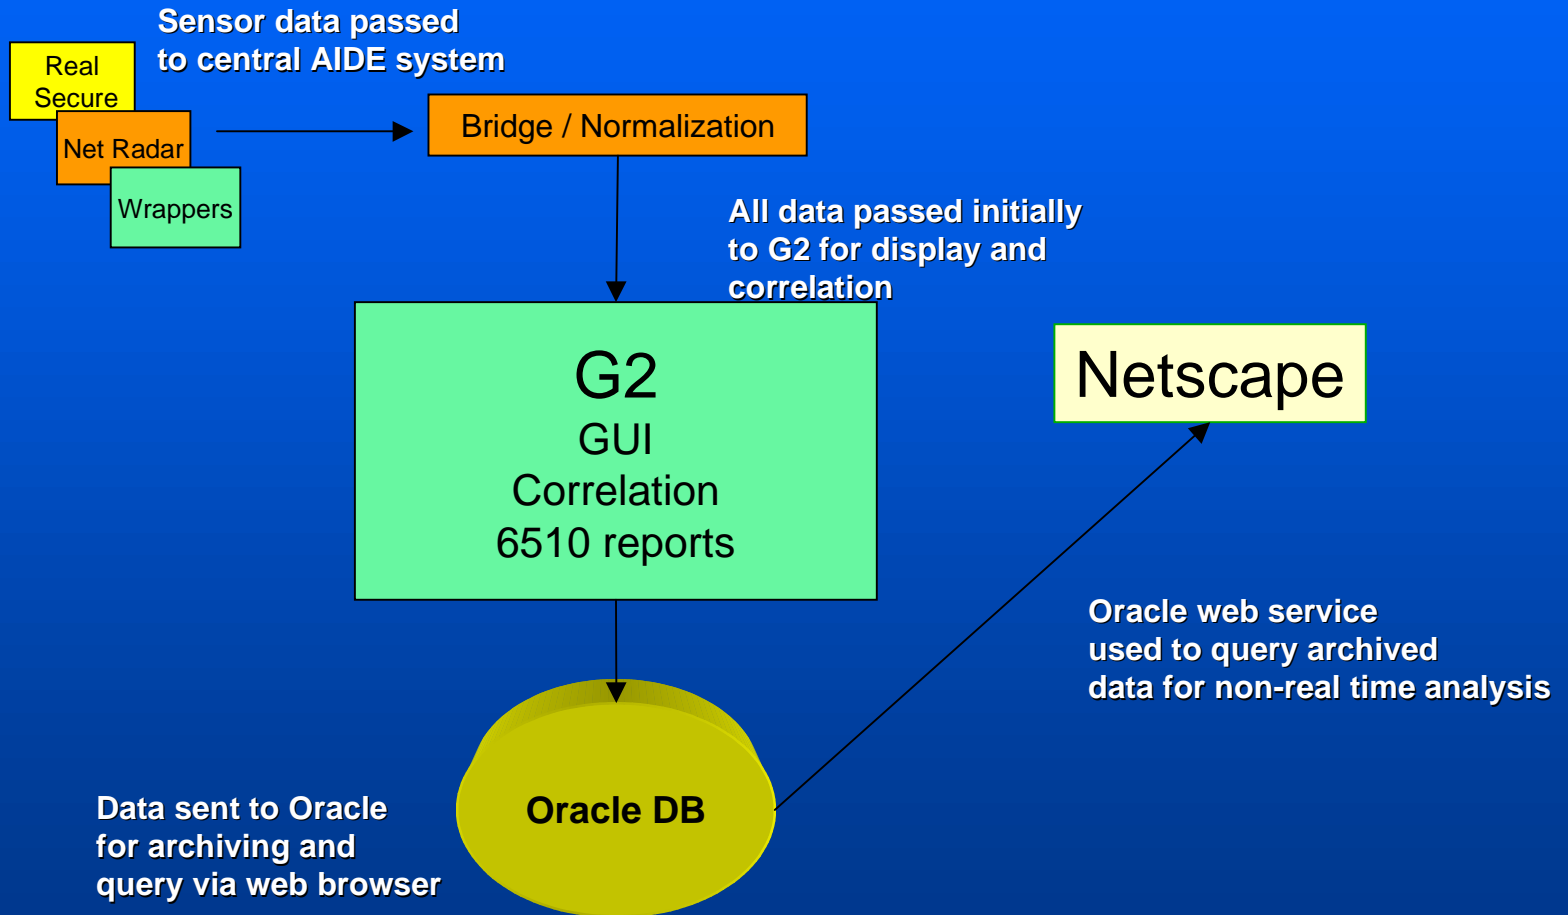 Sensor data passed
to central AIDE system
Real
Secure
Net Radar
Wrappers
Bridge / Normalization
All data passed initially
to G2 for display and
correlation
G2
GUI
Correlation
6510 reports
Netscape
Oracle web service
used to query archived
data for non-real time analysis
Oracle DB
Data sent to Oracle
for archiving and
query via web browser